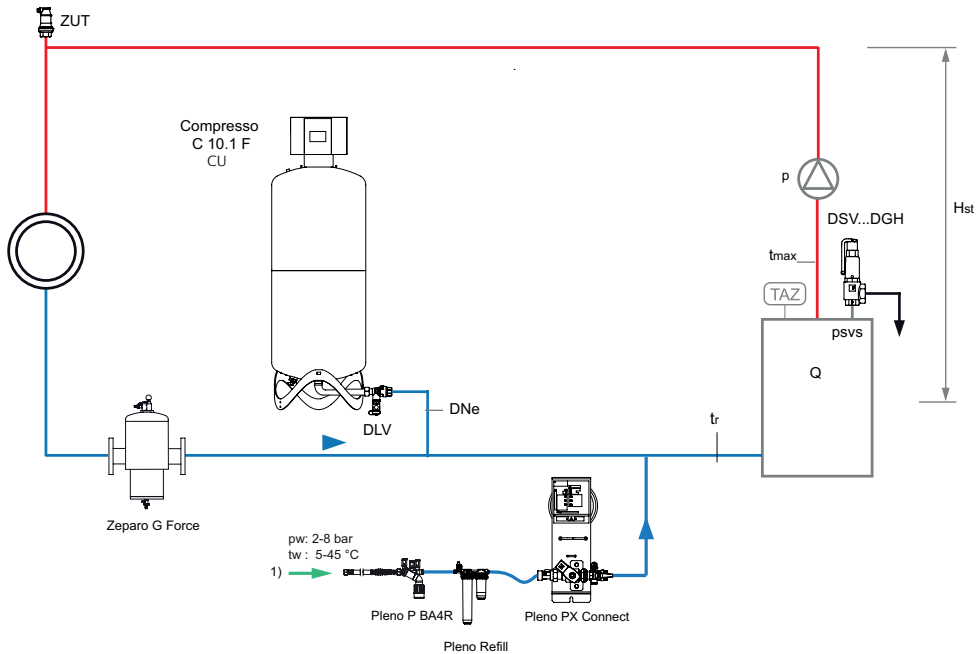 ZUT
Compresso
C 10.1 F
CU
p
Hst
DSV...DGH
tmax
TAZ
psvs
Q
DNe
DLV
tr
Zeparo G Force
pw: 2-8 bar
tw : 5-45 °C
1)
Pleno P BA4R
Pleno PX Connect
Pleno Refill